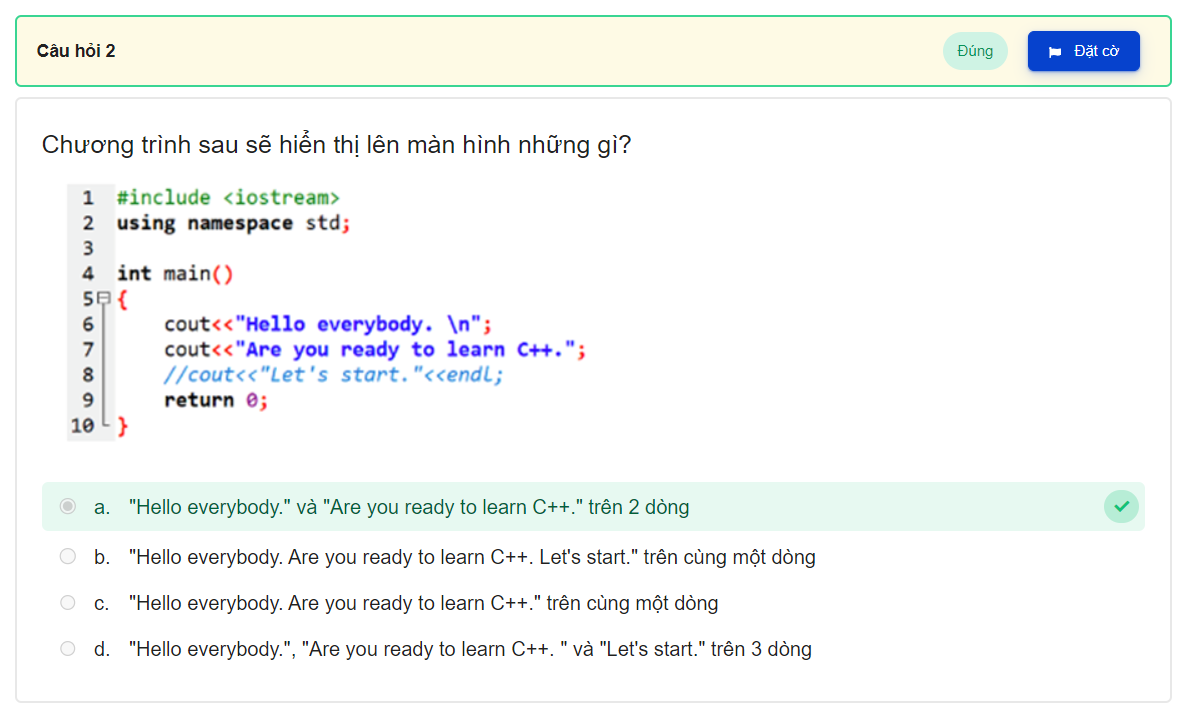 Câu hỏi 2
Đúng
Đặt cờ
Chương trình sau sẽ hiển thị lên màn hình những gì?
1 #include <iostream>
2 using namespace std;
3
4 int main()
5 {
6 cout<<"Hello everybody. \n";
7 cout<<"Are you ready to learn C++.";
8 //cout<<"Let's start."<<endl;
9 return 0;
10 }
a. "Hello everybody." và "Are you ready to learn C++." trên 2 dòng
b. "Hello everybody. Are you ready to learn C++. Let's start." trên cùng một dòng
c. "Hello everybody. Are you ready to learn C++." trên cùng một dòng
d. "Hello everybody.", "Are you ready to learn C++. " và "Let's start." trên 3 dòng